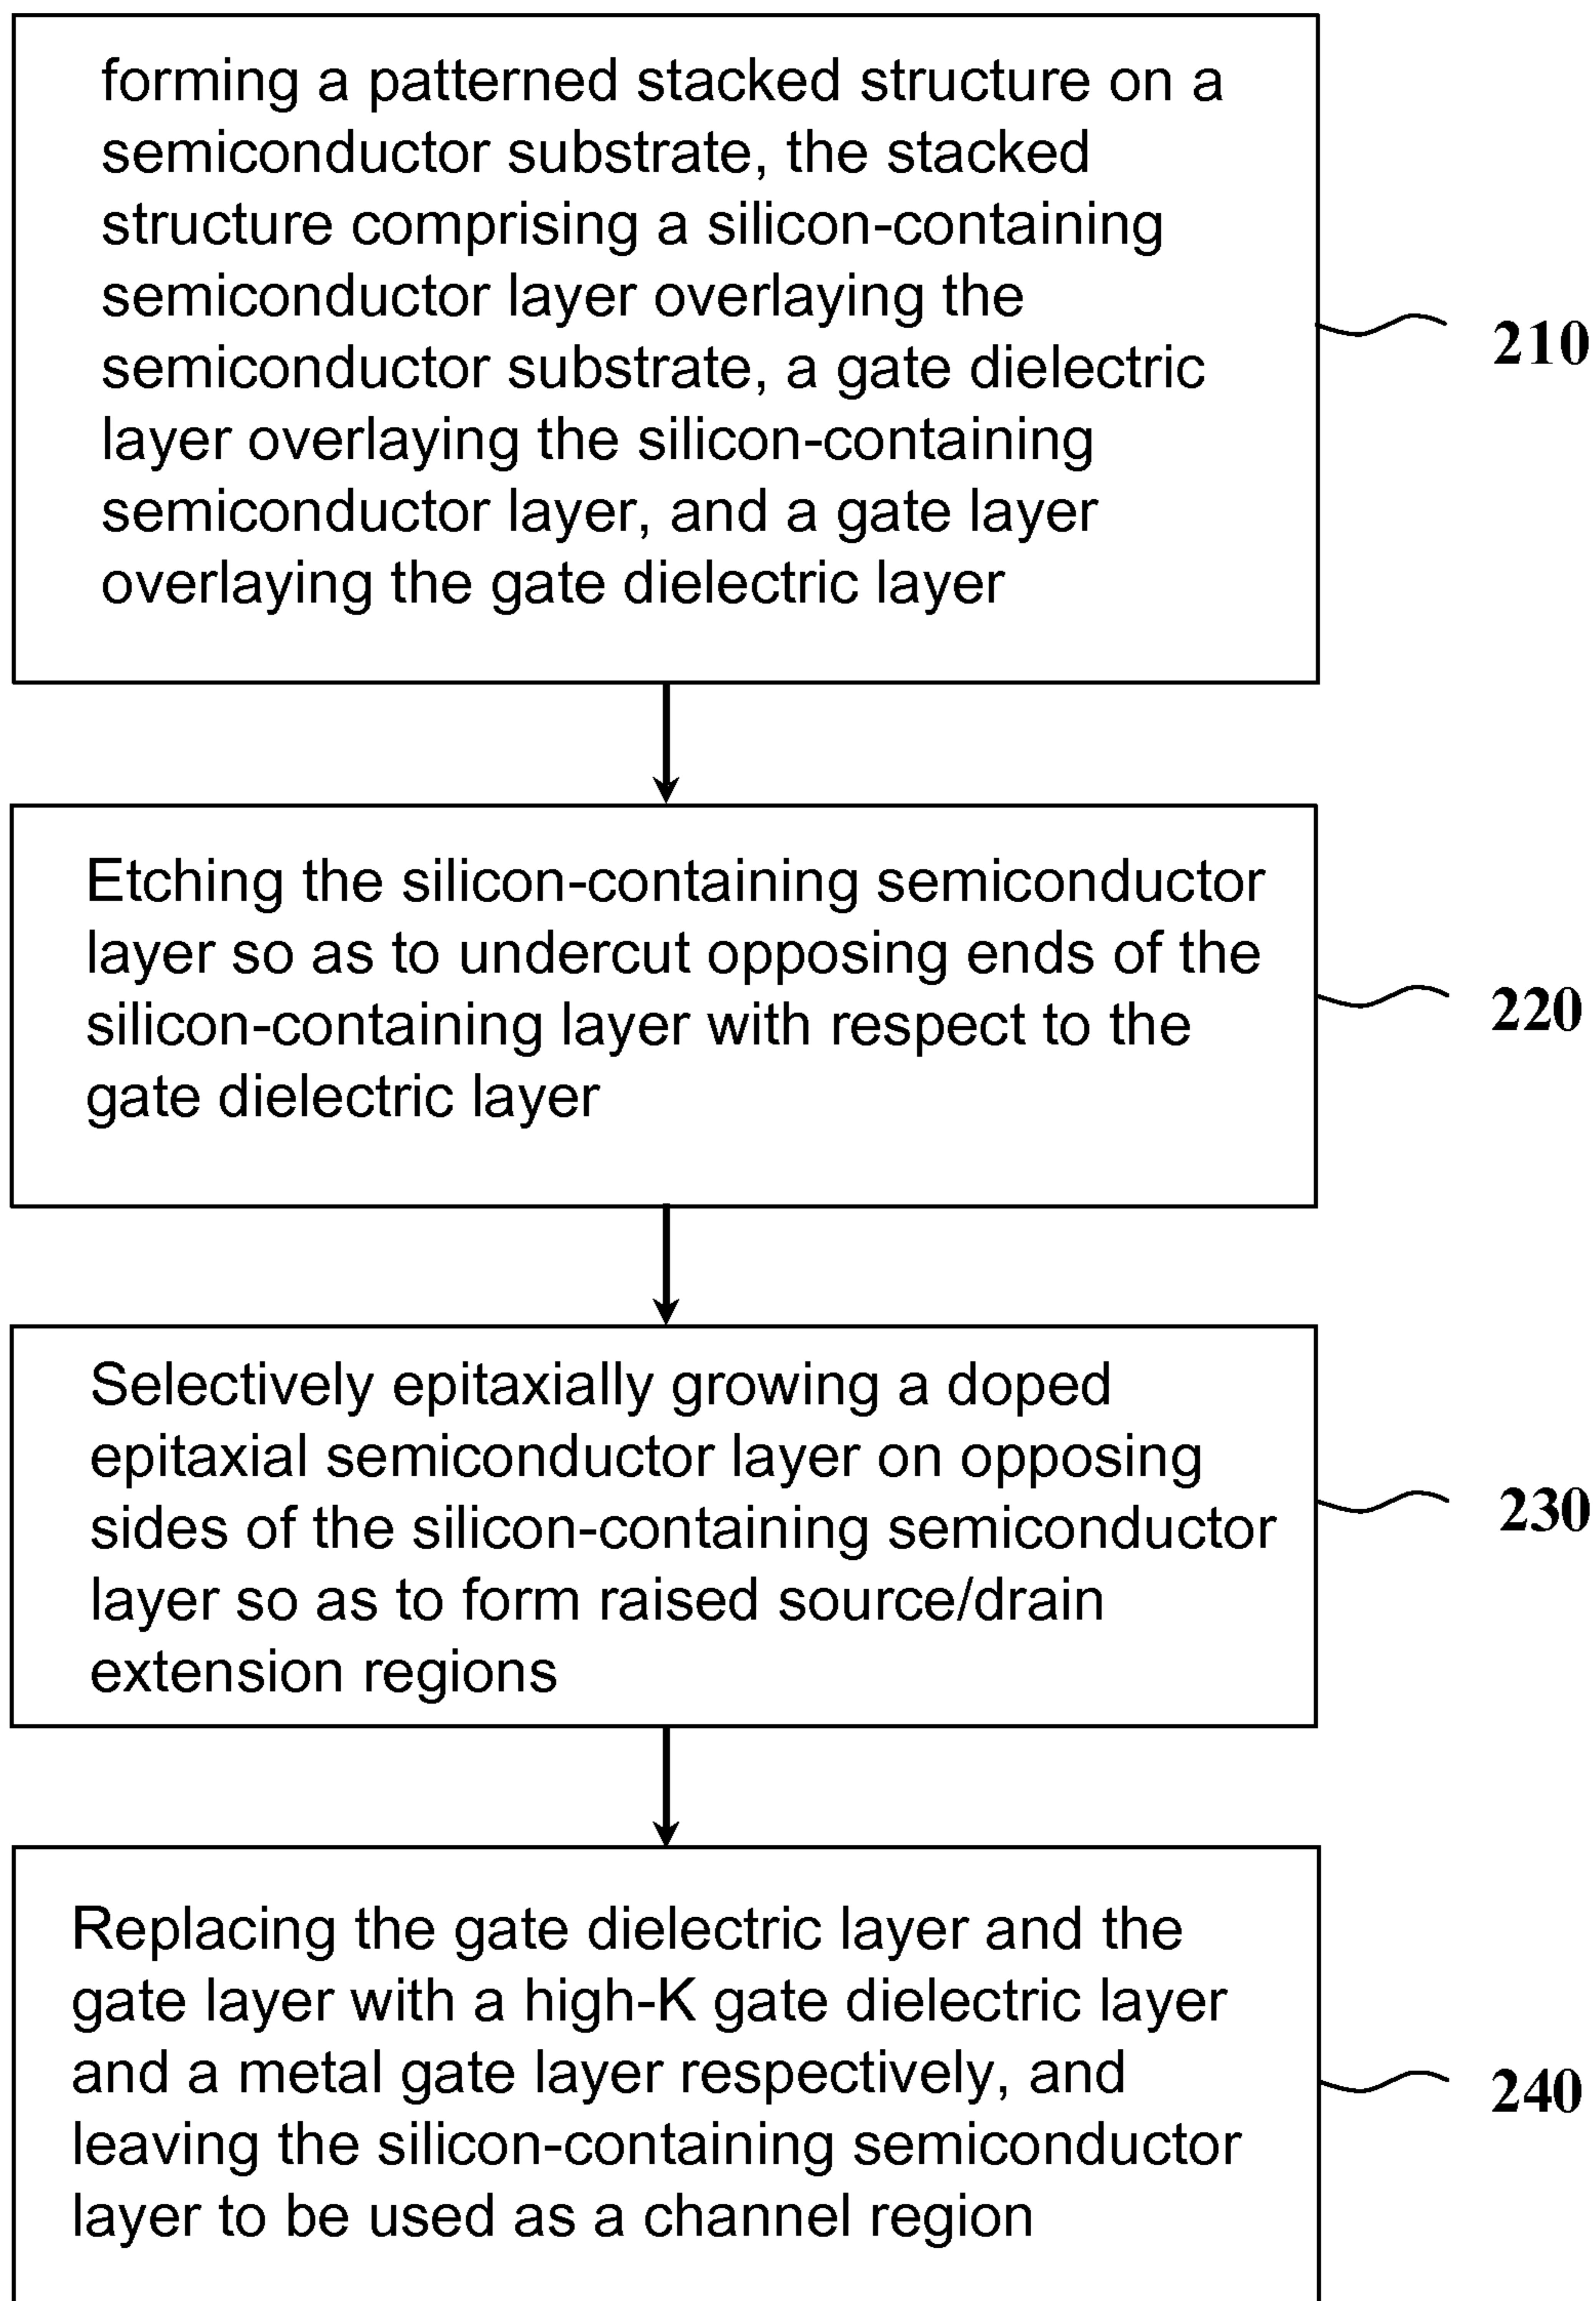 forming a patterned stacked structure on a
semiconductor substrate, the stacked
structure comprising a silicon-containing
semiconductor layer overlaying the
semiconductor substrate, a gate dielectric
layer overlaying the silicon-containing
semiconductor layer, and a gate layer
overlaying the gate dielectric layer
210
Etching the silicon-containing semiconductor
layer so as to undercut opposing ends of the
silicon-containing layer with respect to the
gate dielectric layer
220
Selectively epitaxially growing a doped
epitaxial semiconductor layer on opposing
sides of the silicon-containing semiconductor
layer so as to form raised source/drain
extension regions
230
Replacing the gate dielectric layer and the
gate layer with a high-K gate dielectric layer
and a metal gate layer respectively, and
leaving the silicon-containing semiconductor
layer to be used as a channel region
240